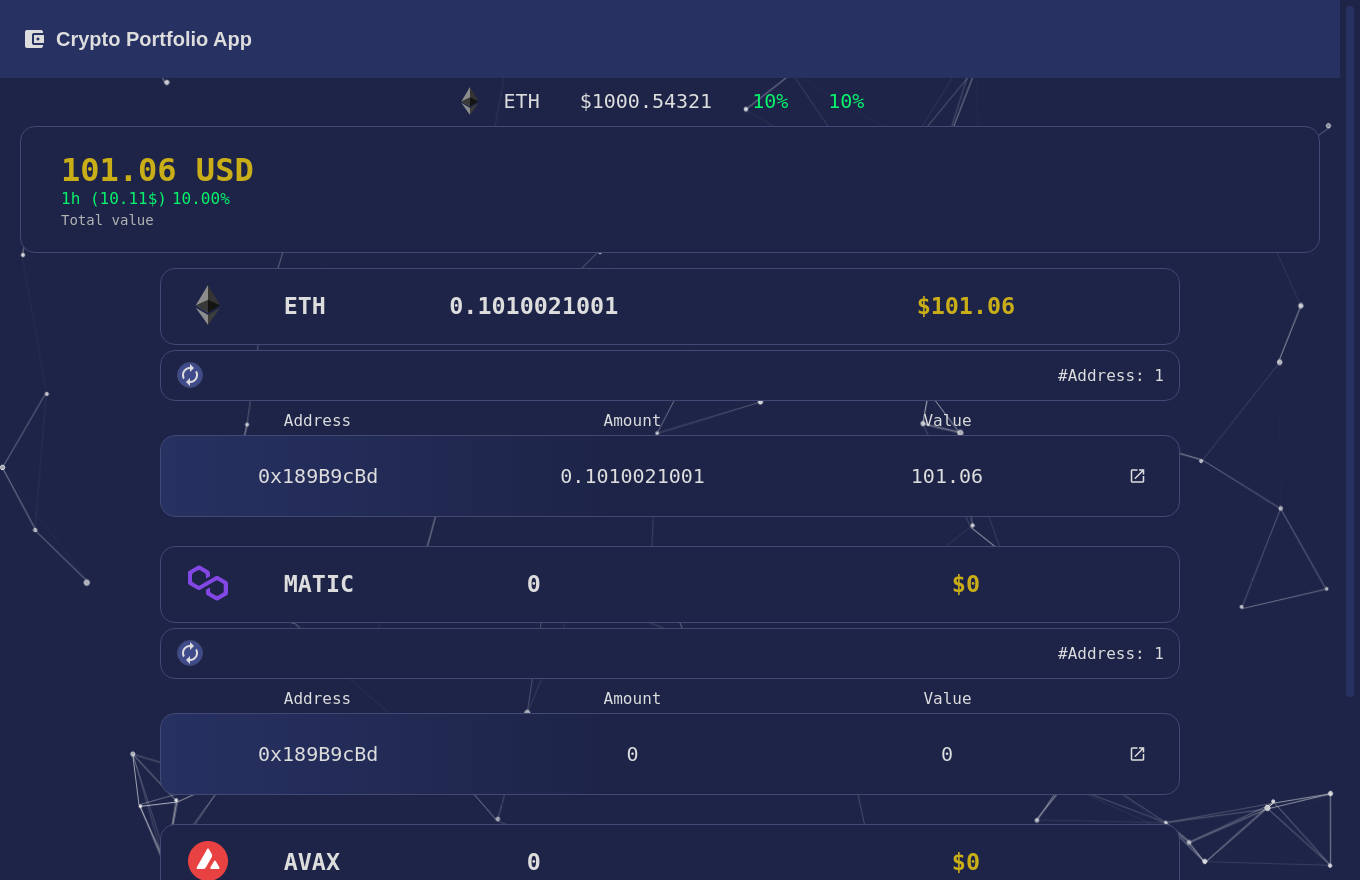 Crypto Portfolio App
ETH $1000.54321 10% 10%
101.06 USD
1h (10.11$) 10.00%
Total value
ETH 0.1010021001 $101.06
#Address: 1
Address Amount Value
0x189B9cBd 0.1010021001 101.06
MATIC 0 $0
#Address: 1
Address Amount Value
0x189B9cBd 0 0
AVAX 0 $0